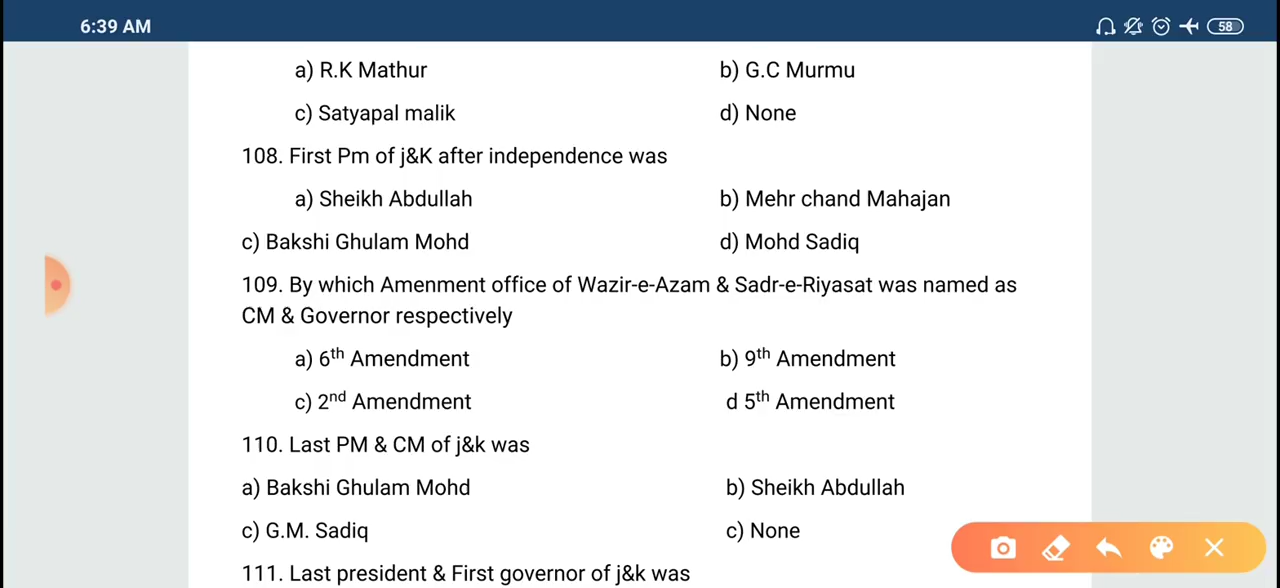 6:39 AM
58
a) R.K Mathur b) G.C Murmu
c) Satyapal malik d) None
108. First Pm of j&K after independence was
a) Sheikh Abdullah b) Mehr chand Mahajan
c) Bakshi Ghulam Mohd d) Mohd Sadiq
109. By which Amenment office of Wazir-e-Azam & Sadr-e-Riyasat was named as
CM & Governor respectively
a) 6th Amendment b) 9th Amendment
c) 2nd Amendment d 5th Amendment
110. Last PM & CM of j&k was
a) Bakshi Ghulam Mohd b) Sheikh Abdullah
c) G.M. Sadiq c) None
111. Last president & First governor of j&k was